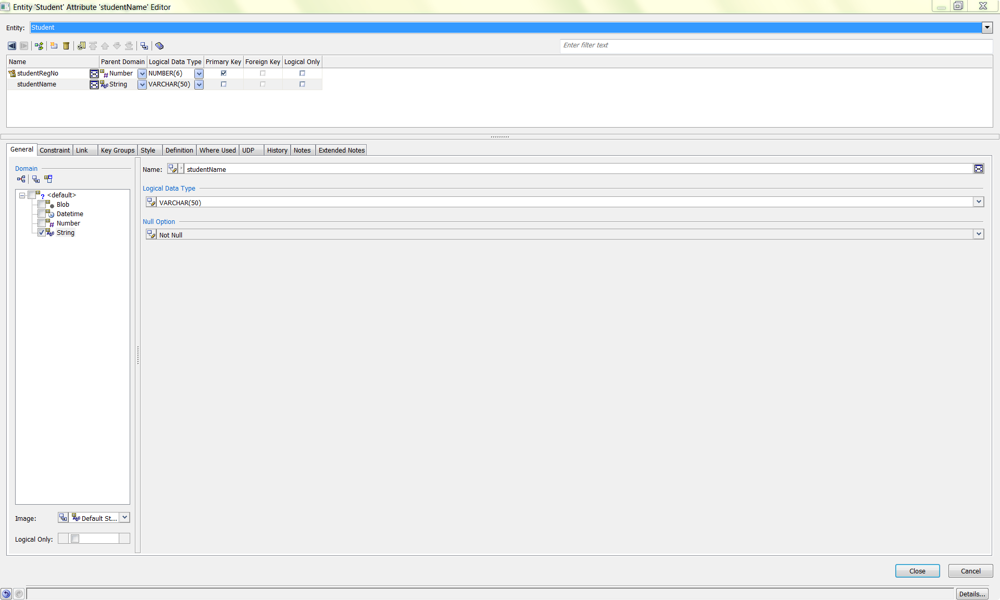 Entity 'Student' Attribute 'studentName' Editor
Entity: Student
Enter filter text
Name Parent Domain Logical Data Type Primary Key Foreign Key Logical Only
studentRegNo Number NUMBER(6)
studentName String VARCHAR(50)
General Constraint Link Key Groups Style Definition Where Used UDP History Notes Extended Notes
Domain
Name: studentName
Logical Data Type
<default>
VARCHAR(50)
Blob
Datetime
Null Option
Number
String
Not Null
Image: Default St...
Logical Only:
Close Cancel
Details...